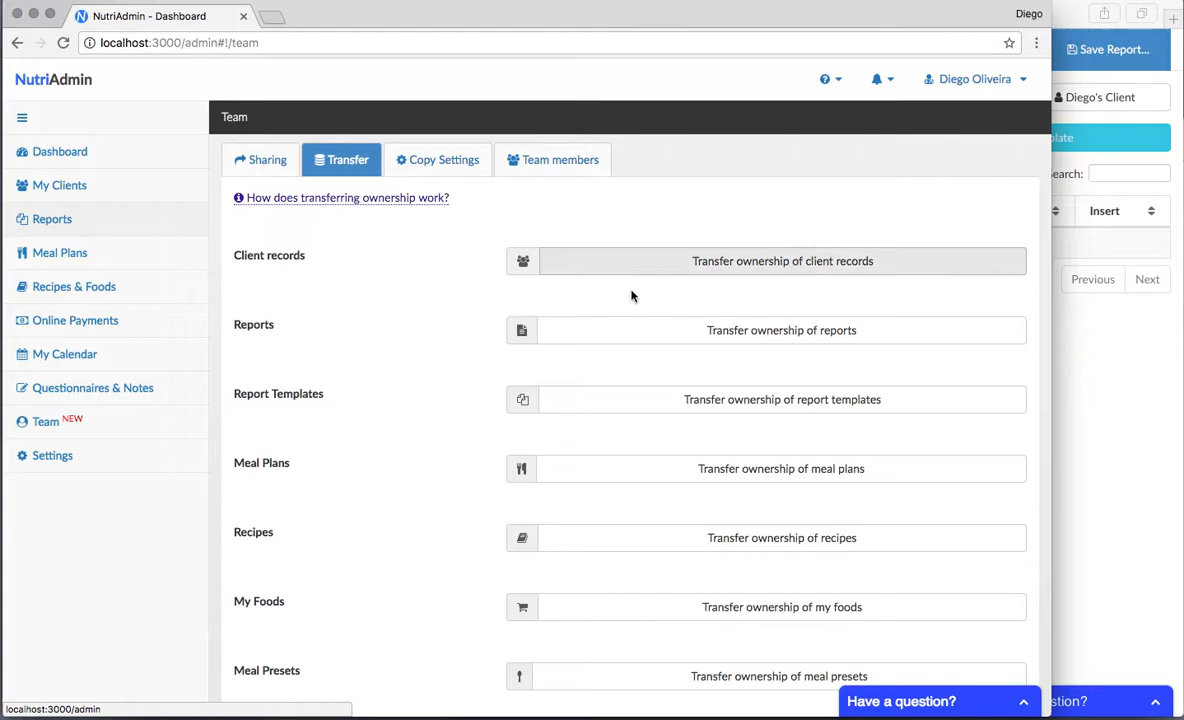 NutriAdmin - Dashboard
Diego
localhost:3000/admin#!/team
Save Report...
NutriAdmin
Diego Oliveira
Diego's Client
Team
Dashboard
Sharing
Transfer
Copy Settings
Team members
Search:
My Clients
How does transferring ownership work?
Insert
Reports
Meal Plans
Client records
Transfer ownership of client records
Previous
Next
Recipes & Foods
Online Payments
Reports
Transfer ownership of reports
My Calendar
Questionnaires & Notes
Report Templates
Transfer ownership of report templates
Team NEW
Settings
Meal Plans
Transfer ownership of meal plans
Recipes
Transfer ownership of recipes
My Foods
Transfer ownership of my foods
Meal Presets
Transfer ownership of meal presets
Have a question?
localhost:3000/admin